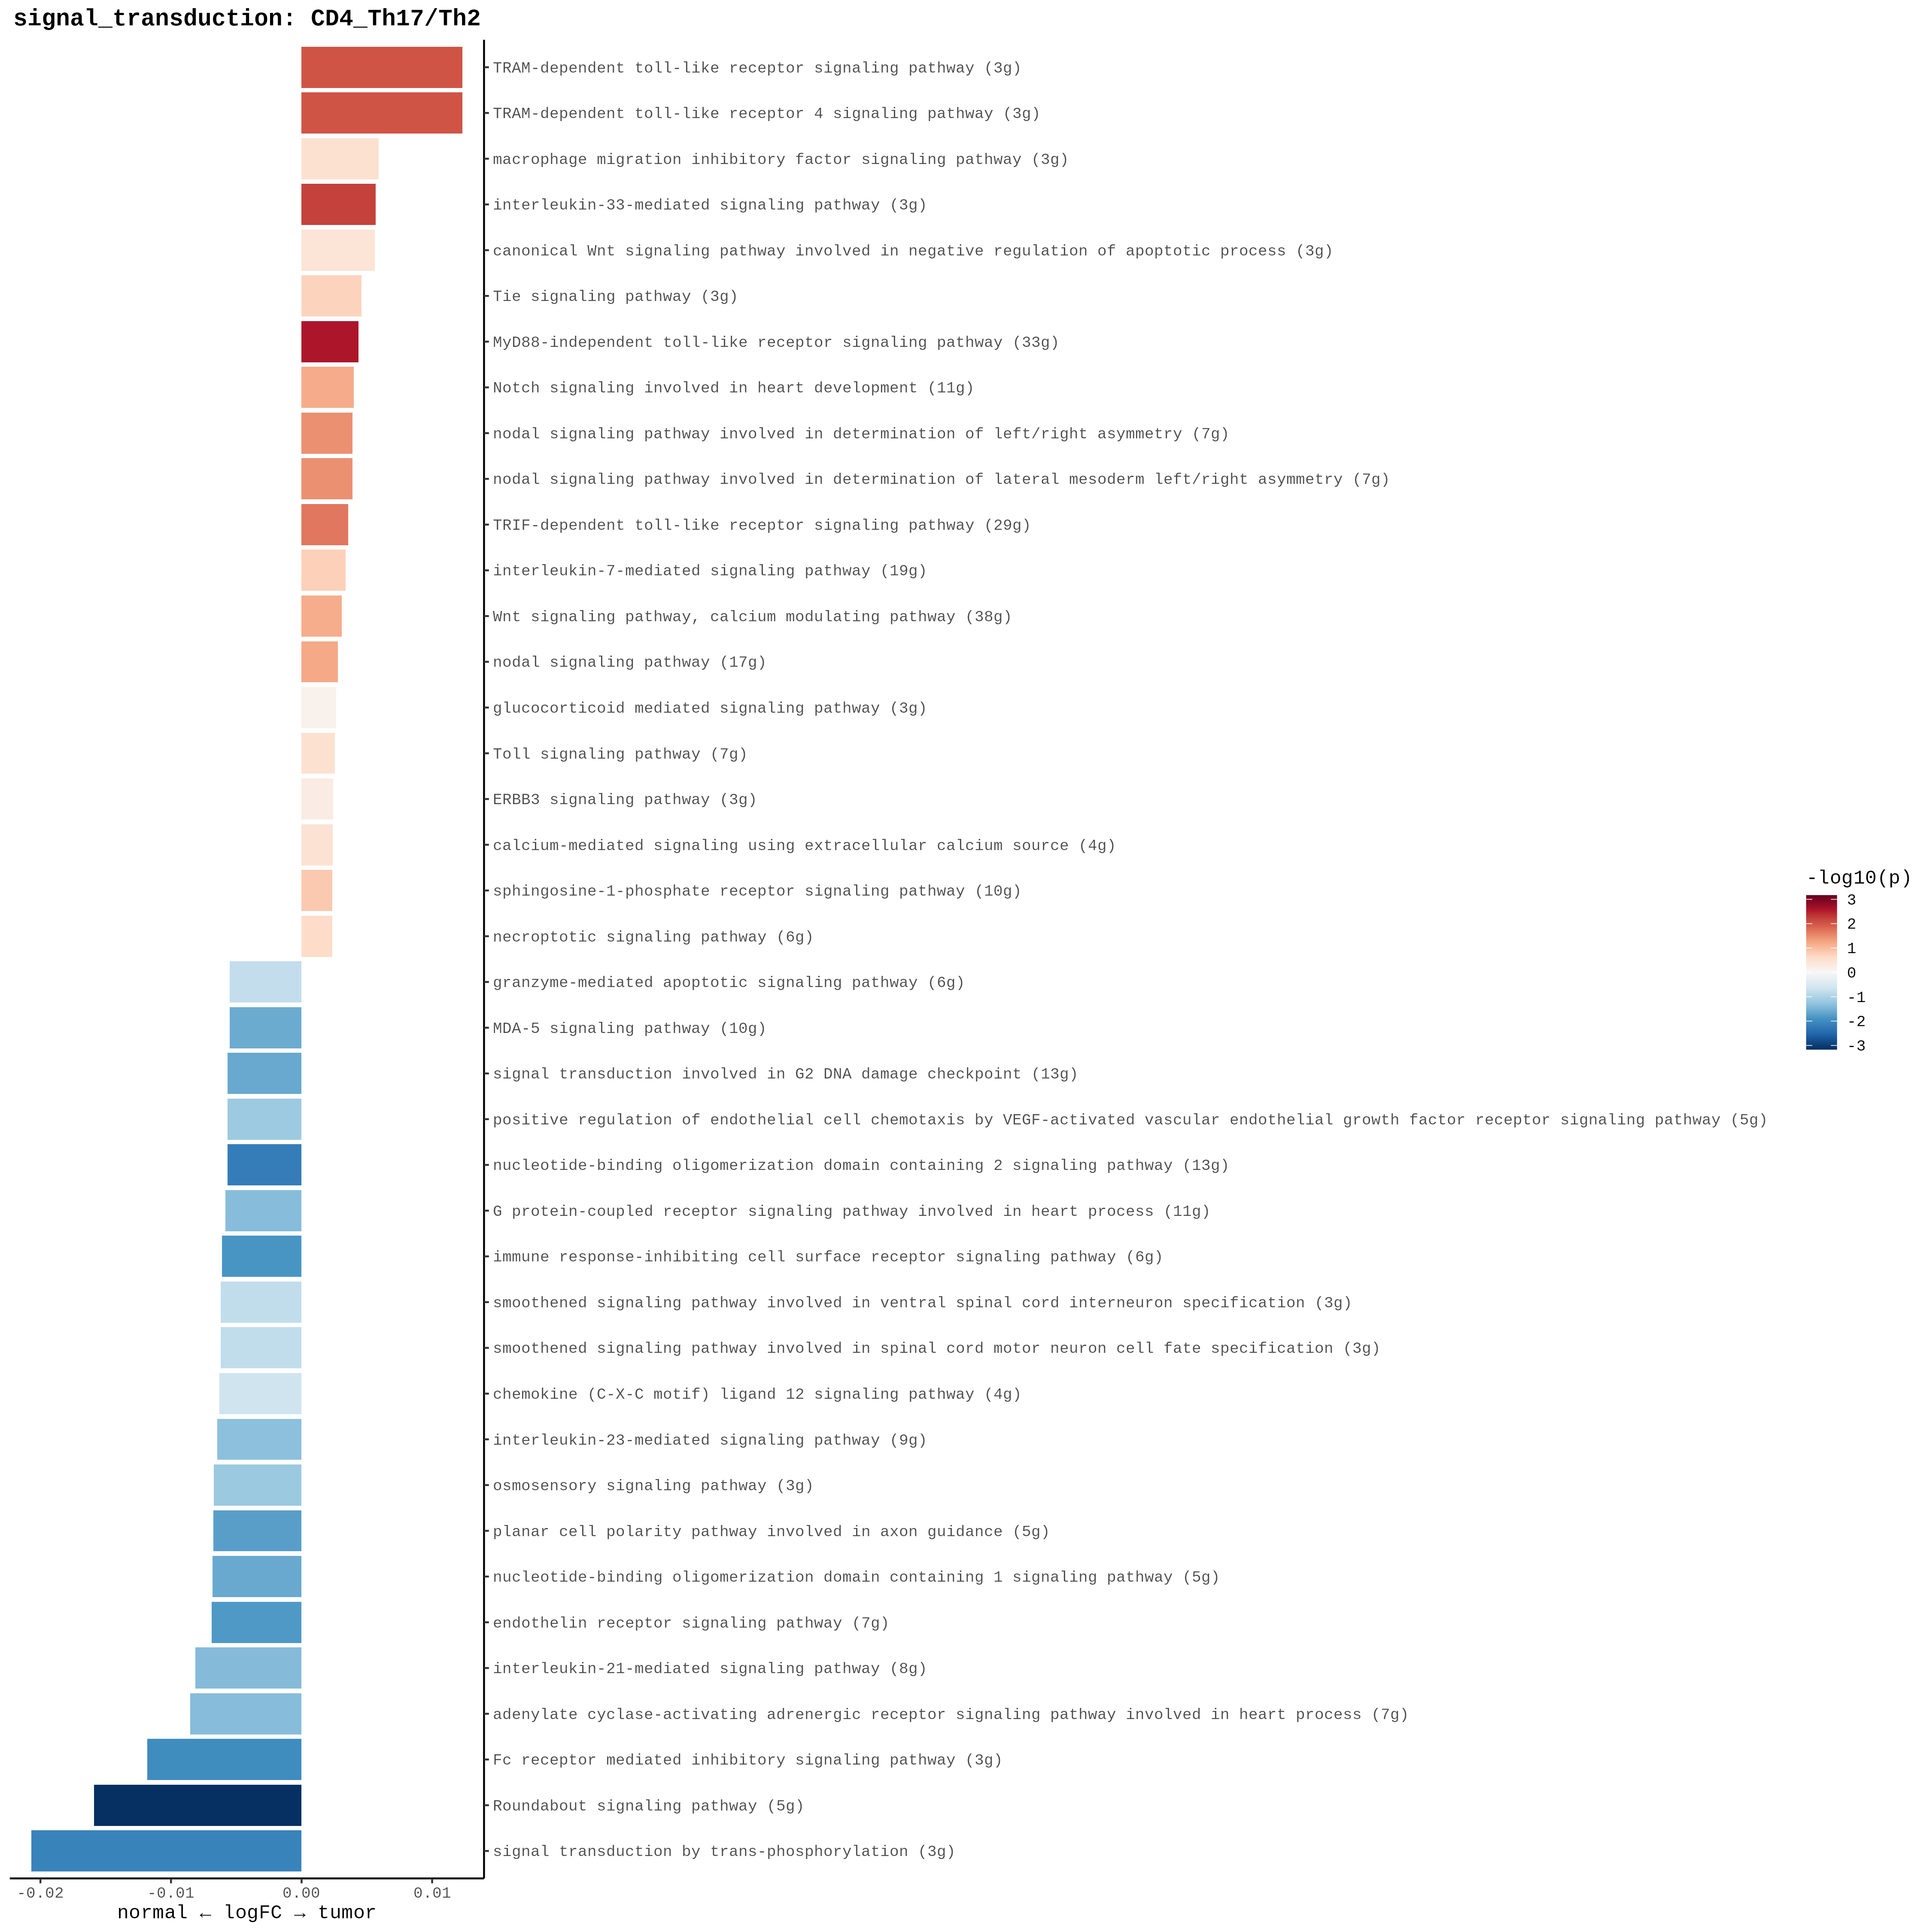 signal_transduction: CD4_Th17/Th2
TRAM-dependent toll-like receptor signaling pathway (3g)
TRAM-dependent toll-like receptor 4 signaling pathway (3g)
macrophage migration inhibitory factor signaling pathway (3g)
interleukin-33-mediated signaling pathway (3g)
canonical Wnt signaling pathway involved in negative regulation of apoptotic process (3g)
Tie signaling pathway (3g)
MyD88-independent toll-like receptor signaling pathway (33g)
Notch signaling involved in heart development (11g)
nodal signaling pathway involved in determination of left/right asymmetry (7g)
nodal signaling pathway involved in determination of lateral mesoderm left/right asymmetry (7g)
TRIF-dependent toll-like receptor signaling pathway (29g)
interleukin-7-mediated signaling pathway (19g)
Wnt signaling pathway, calcium modulating pathway (38g)
nodal signaling pathway (17g)
glucocorticoid mediated signaling pathway (3g)
Toll signaling pathway (7g)
ERBB3 signaling pathway (3g)
calcium-mediated signaling using extracellular calcium source (4g)
sphingosine-1-phosphate receptor signaling pathway (10g)
necroptotic signaling pathway (6g)
granzyme-mediated apoptotic signaling pathway (6g)
MDA-5 signaling pathway (10g)
signal transduction involved in G2 DNA damage checkpoint (13g)
positive regulation of endothelial cell chemotaxis by VEGF-activated vascular endothelial growth factor receptor signaling pathway (5g)
nucleotide-binding oligomerization domain containing 2 signaling pathway (13g)
G protein-coupled receptor signaling pathway involved in heart process (11g)
immune response-inhibiting cell surface receptor signaling pathway (6g)
smoothened signaling pathway involved in ventral spinal cord interneuron specification (3g)
smoothened signaling pathway involved in spinal cord motor neuron cell fate specification (3g)
chemokine (C-X-C motif) ligand 12 signaling pathway (4g)
interleukin-23-mediated signaling pathway (9g)
osmosensory signaling pathway (3g)
planar cell polarity pathway involved in axon guidance (5g)
nucleotide-binding oligomerization domain containing 1 signaling pathway (5g)
endothelin receptor signaling pathway (7g)
interleukin-21-mediated signaling pathway (8g)
adenylate cyclase-activating adrenergic receptor signaling pathway involved in heart process (7g)
Fc receptor mediated inhibitory signaling pathway (3g)
Roundabout signaling pathway (5g)
signal transduction by trans-phosphorylation (3g)
-0.02 -0.01 0.00 0.01
normal ← logFC → tumor
-log10(p)
3
2
1
0
-1
-2
-3